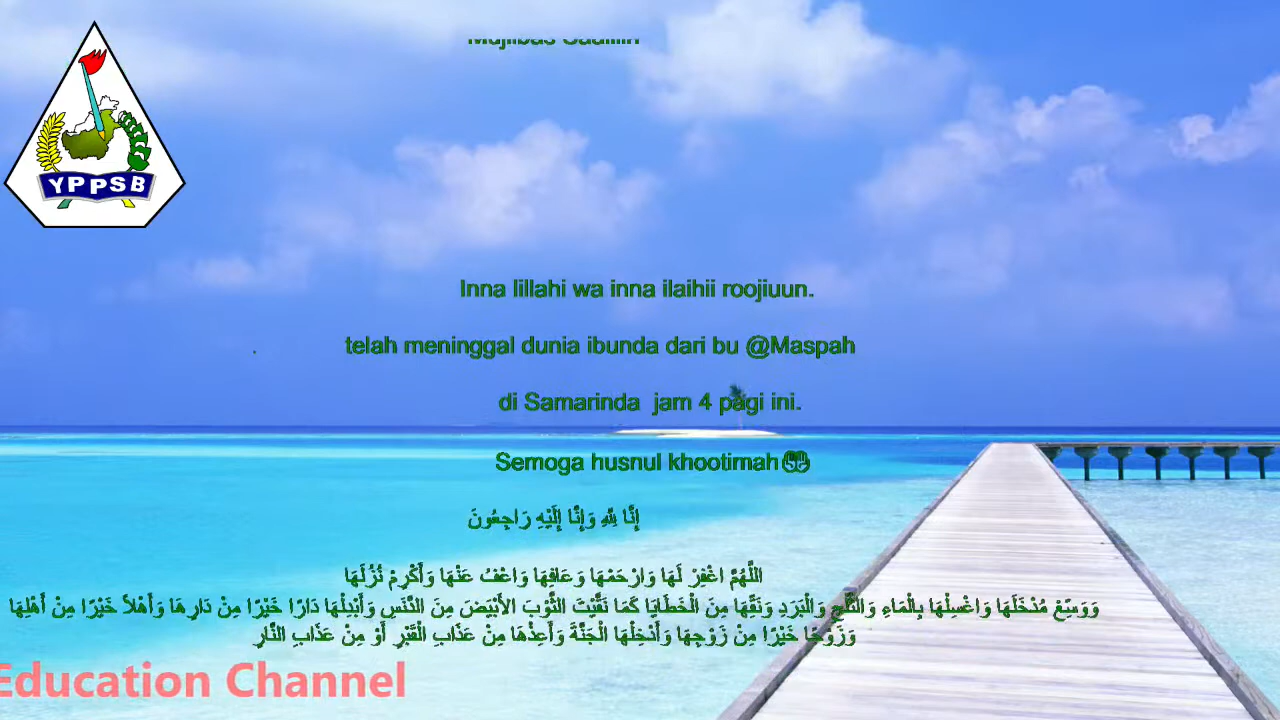 YPPSB
Mujiibas Saailiin
Inna lillahi wa inna ilaihii roojiuun.
telah meninggal dunia ibunda dari bu @Maspah
di Samarinda jam 4 pagi ini.
Semoga husnul khootimah
إِنَّا لِلّهِ وَإِنَّا إِلَيْهِ رَاجِعُونَ
اللَّهُمَّ اغْفِرْ لَهَا وَارْحَمْهَا وَعَافِهَا وَاعْفُ عَنْهَا وَأَكْرِمْ نُزُلَهَا
وَوَسِّعْ مُدْخَلَهَا وَاغْسِلْهَا بِالْمَاءِ وَالثَّلْجِ وَالْبَرَدِ وَنَقِّهَا مِنَ الْخَطَايَا كَمَا نَقَّيْتَ الثَّوْبَ الأَبْيَضَ مِنَ الدَّنَسِ وَأَبْدِلْهَا دَارًا خَيْرًا مِنْ دَارِهَا وَأَهْلاً خَيْرًا مِنْ أَهْلِهَا
وَزَوْجًا خَيْرًا مِنْ زَوْجِهَا وَأَدْخِلْهَا الْجَنَّةَ وَأَعِذْهَا مِنْ عَذَابِ الْقَبْرِ أَوْ مِنْ عَذَابِ النَّارِ
Education Channel